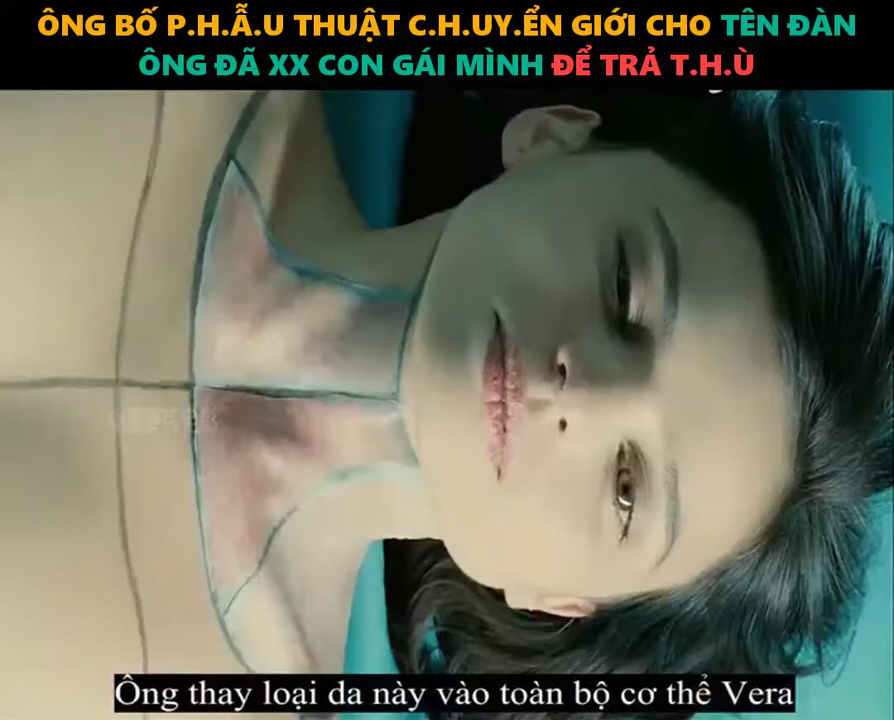 ÔNG BỐ P.H.Ẫ.U THUẬT C.H.UY.ỂN GIỚI CHO TÊN ĐÀN
ÔNG ĐÃ XX CON GÁI MÌNH ĐỂ TRẢ T.H.Ù
Ông thay loại da này vào toàn bộ cơ thể Vera